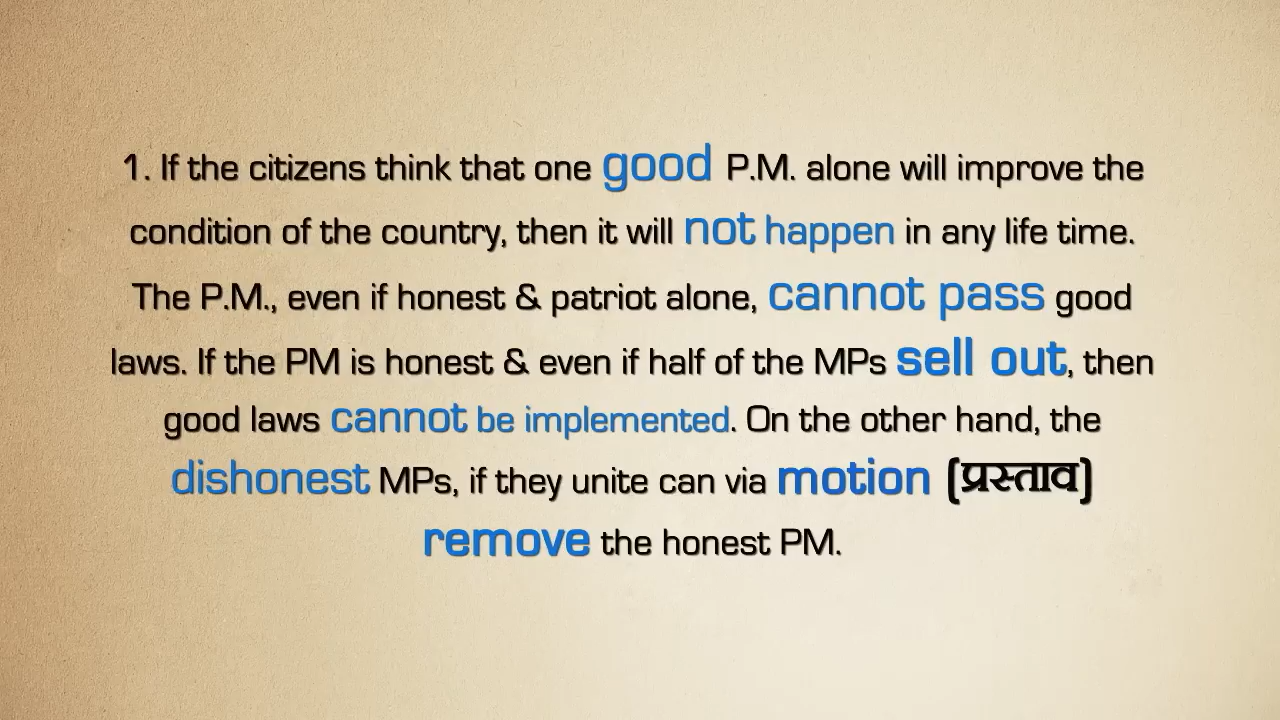 1. If the citizens think that one good P.M. alone will improve the
condition of the country, then it will not happen in any life time.
The P.M., even if honest & patriot alone, cannot pass good
laws. If the PM is honest & even if half of the MPs sell out, then
good laws cannot be implemented. On the other hand, the
dishonest MPs, if they unite can via motion (प्रस्ताव)
remove the honest PM.